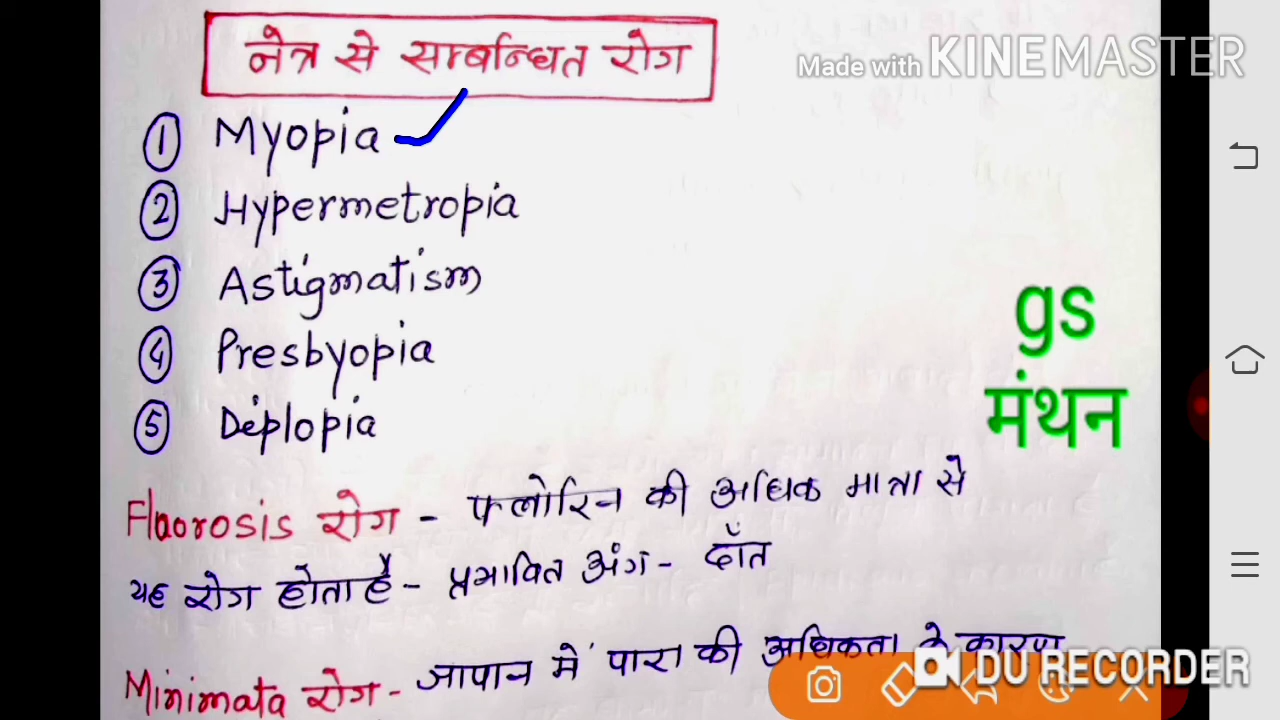 नेत्र से सम्बन्धित रोग
Made with KINEMASTER
① Myopia
② Hypermetropia
③ Astigmatism
④ Presbyopia
⑤ Deplopia
gs
मंथन
Flaorosis रोग - फ्लोरिन की अधिक मात्रा से
यह रोग होता है - प्रभावित अंग - दाँत
Minimata रोग - जापान में पारा की अधिकता के कारण
DU RECORDER